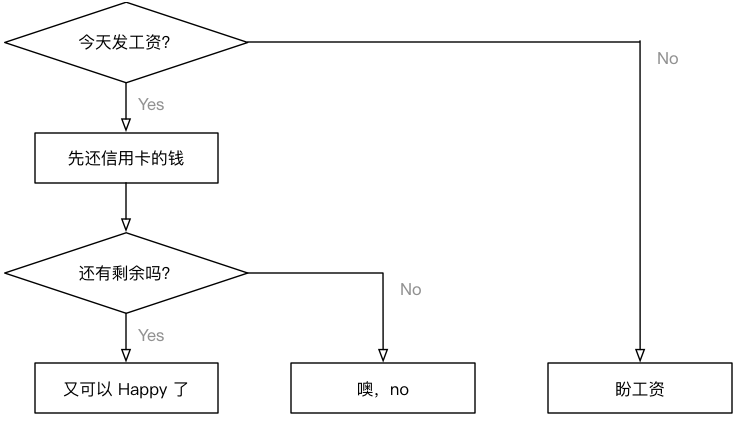 今天发工资?
No
Yes
先还信用卡的钱
还有剩余吗?
No
Yes
又可以 Happy 了
噢，no
盼工资